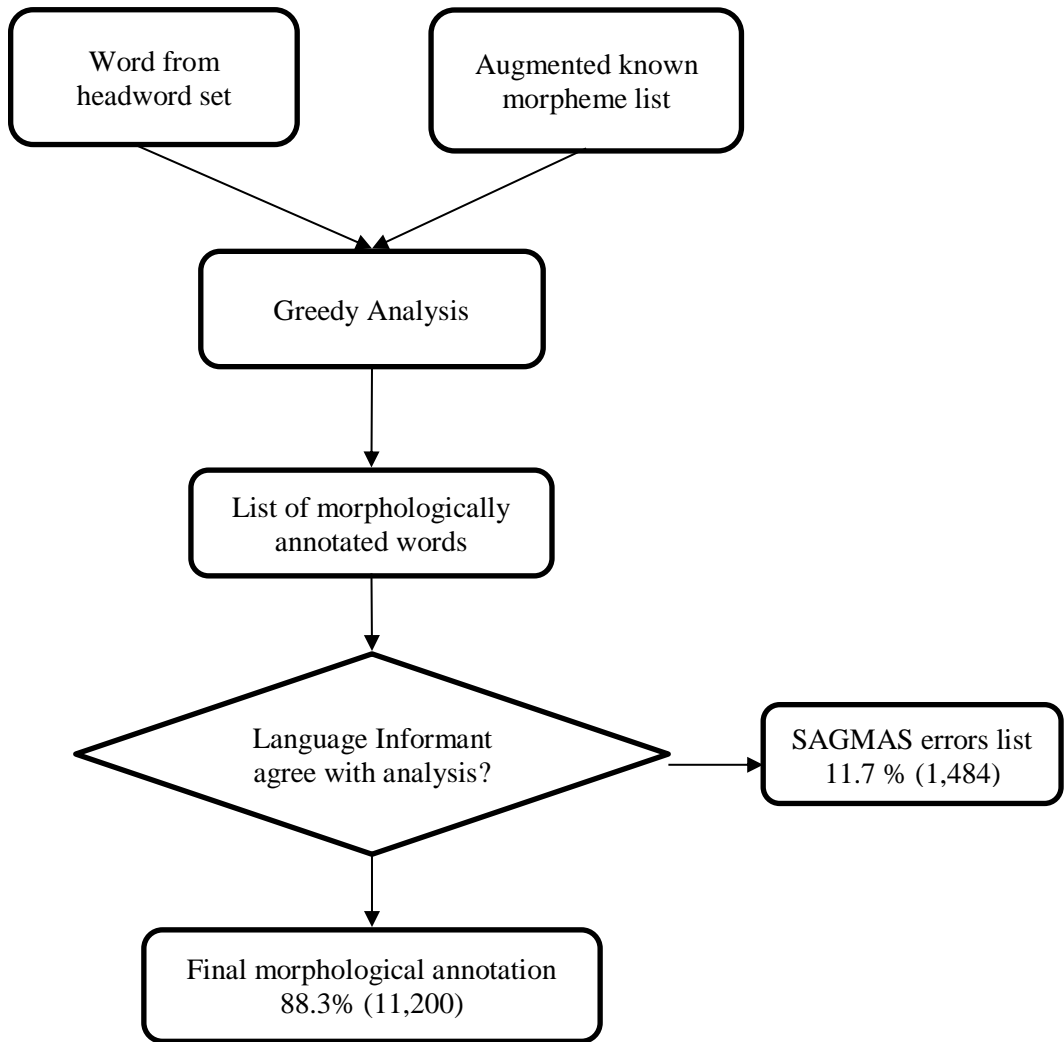 Word from
headword set
Augmented known
morpheme list
Greedy Analysis
List of morphologically
annotated words
Language Informant
agree with analysis?
SAGMAS errors list
11.7 % (1,484)
Final morphological annotation
88.3% (11,200)